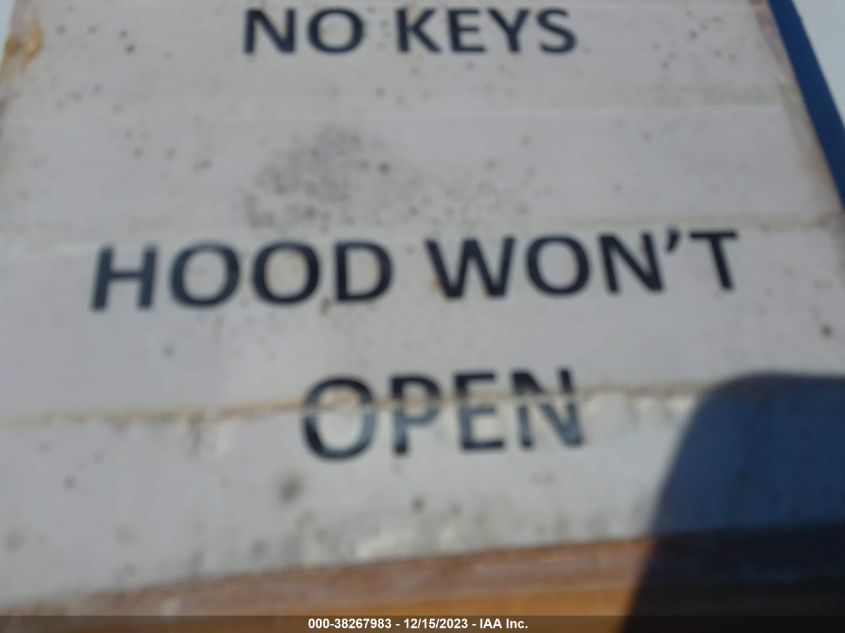 NO KEYS
HOOD WON'T
OPEN
000-38267983 - 12/15/2023 - IAA Inc.